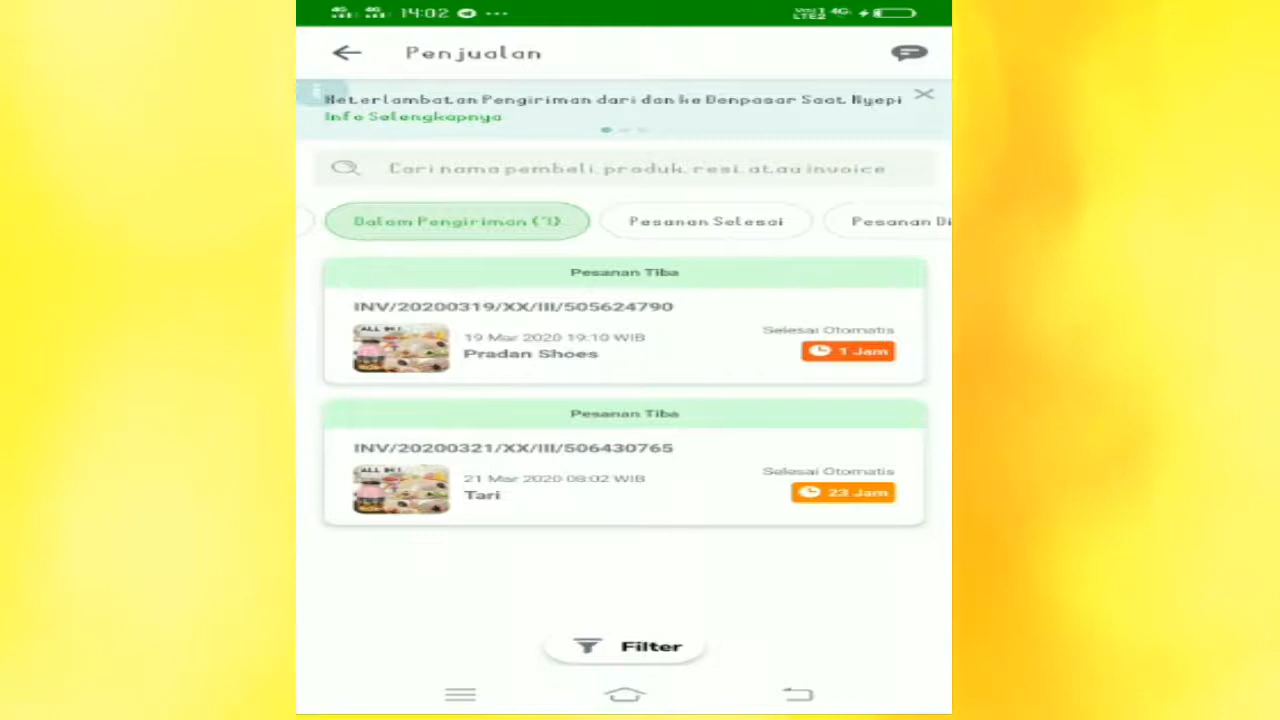 14:02
Penjualan
Keterlambatan Pengiriman dari dan ke Denpasar Saat Nyepi
Info Selengkapnya
Cari nama pembeli, produk, resi atau invoice
Dalam Pengiriman
Pesanan Selesai
Pesanan Di
Pesanan Tiba
INV/20200319/XX/III/505624790
19 Mar 2020 19:10 WIB
Selesai Otomatis
Pradan Shoes
1 Jam
Pesanan Tiba
INV/20200321/XX/III/506430765
21 Mar 2020 08:02 WIB
Selesai Otomatis
Tari
23 Jam
Filter